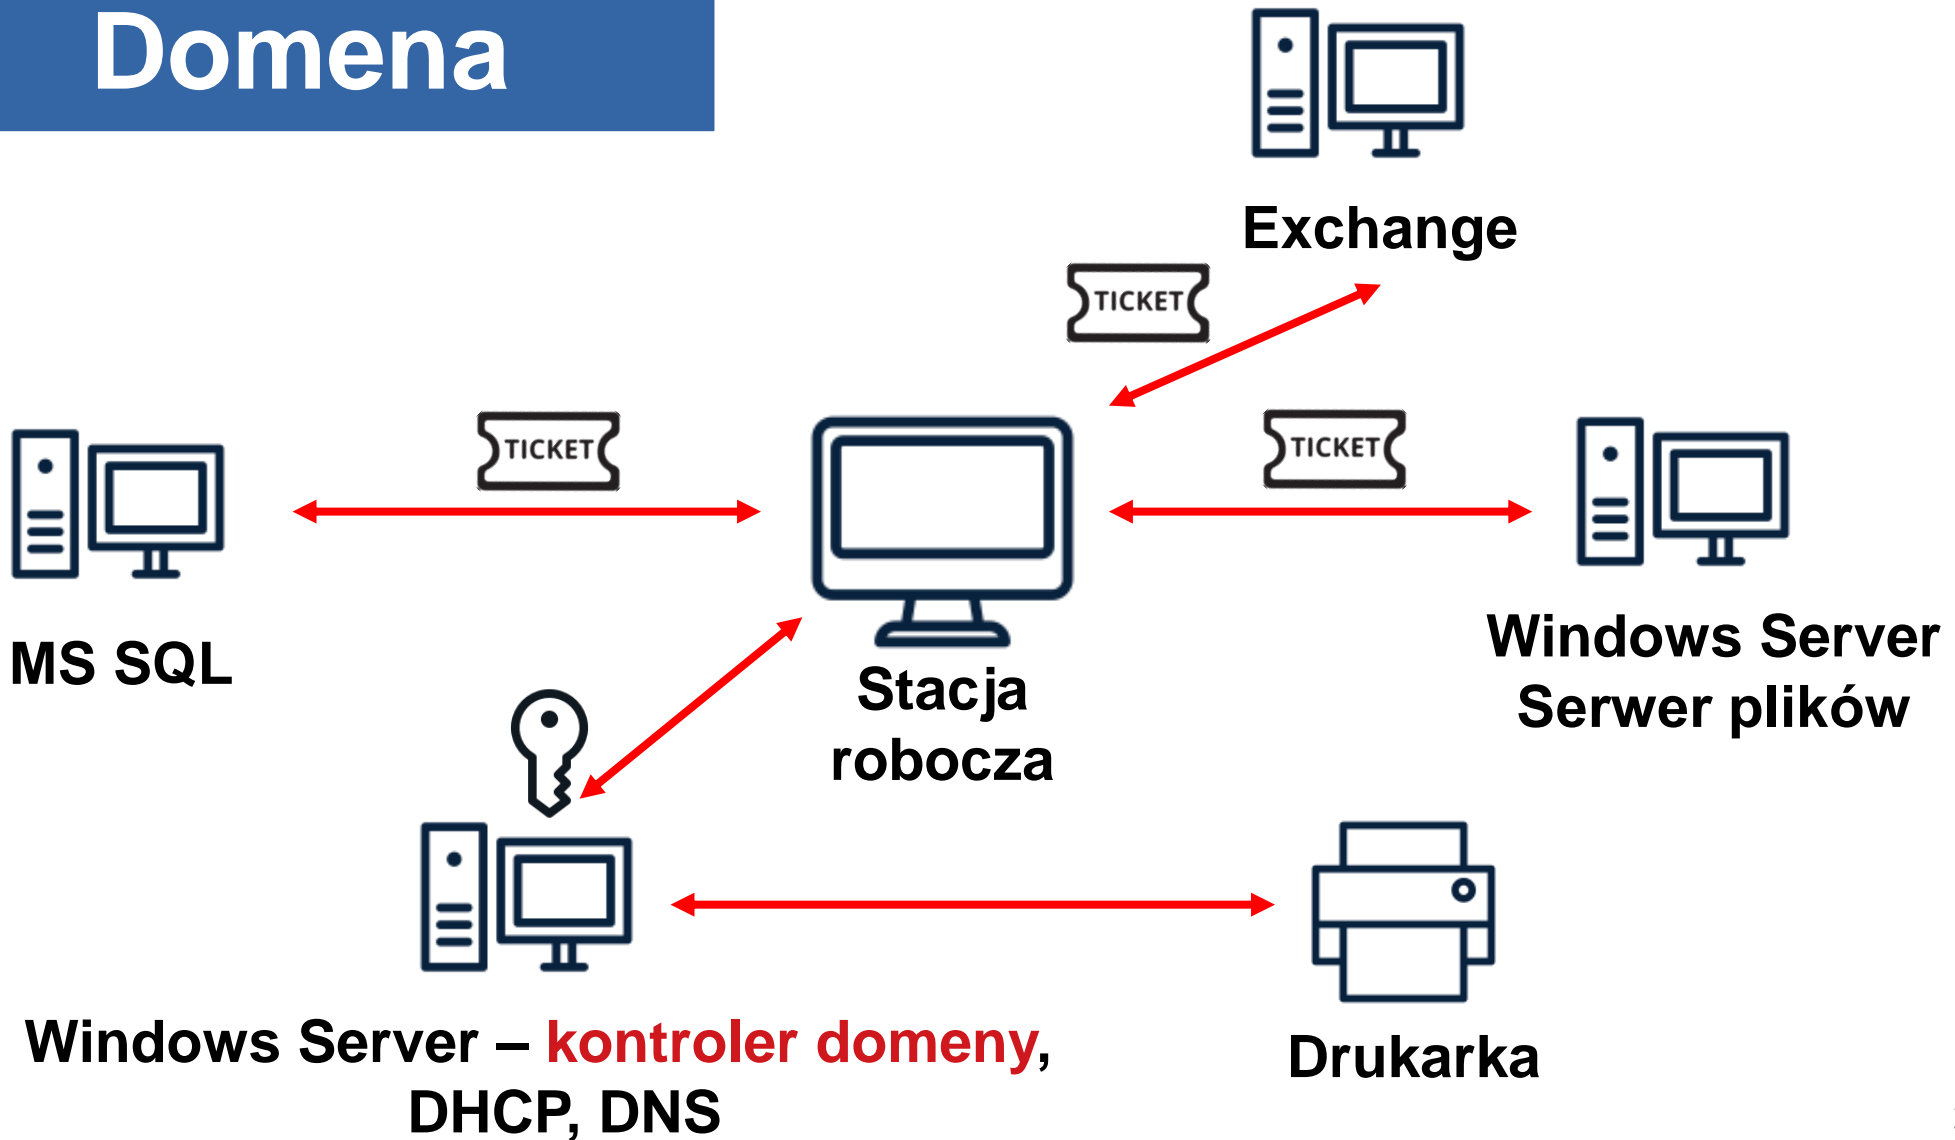 Domena
Exchange
TICKET
TICKET
TICKET
MS SQL
Stacja
robocza
Windows Server
Serwer plików
Windows Server – kontroler domeny,
DHCP, DNS
Drukarka